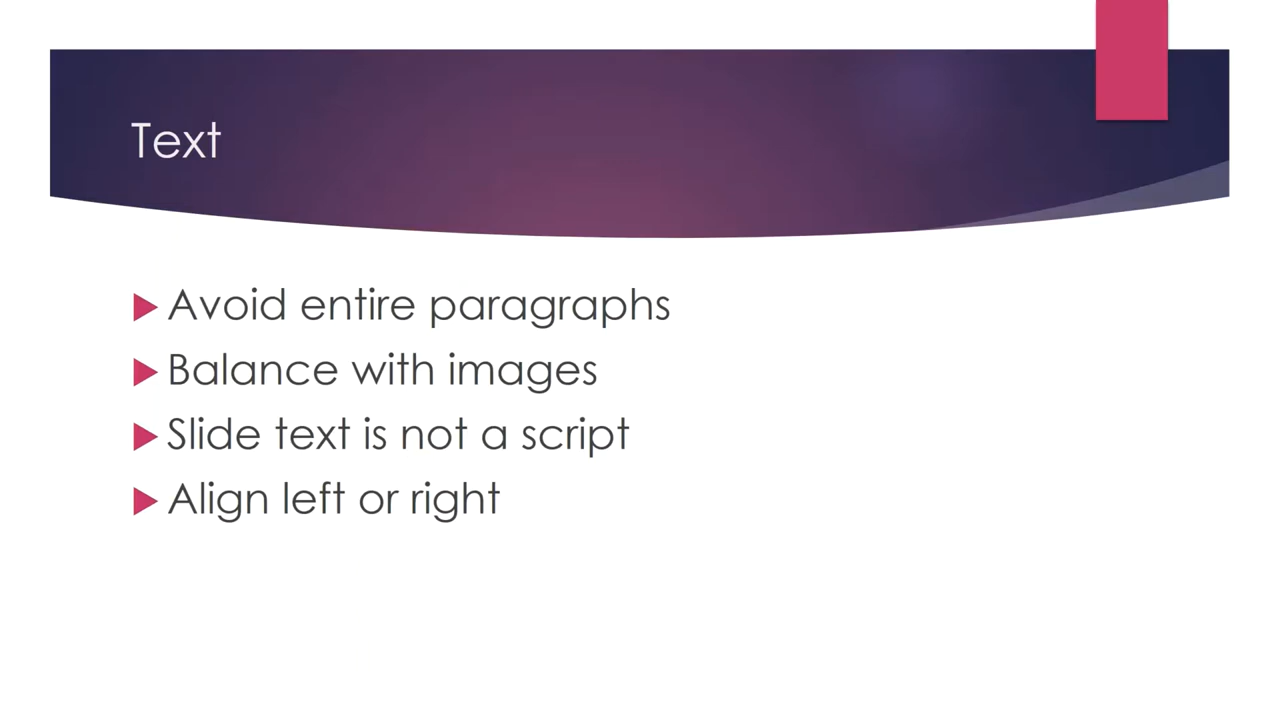 Text
Avoid entire paragraphs
Balance with images
Slide text is not a script
Align left or right